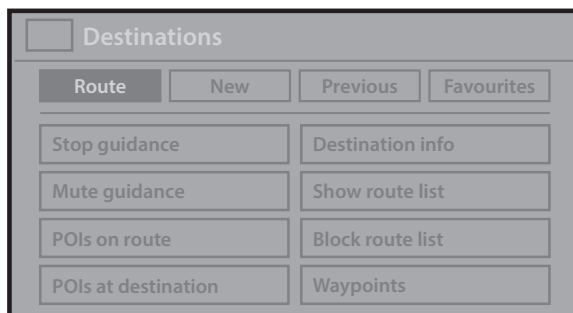 Destinations
Route New Previous Favourites
Stop guidance Destination info
Mute guidance Show route list
POIs on route Block route list
POIs at destination Waypoints